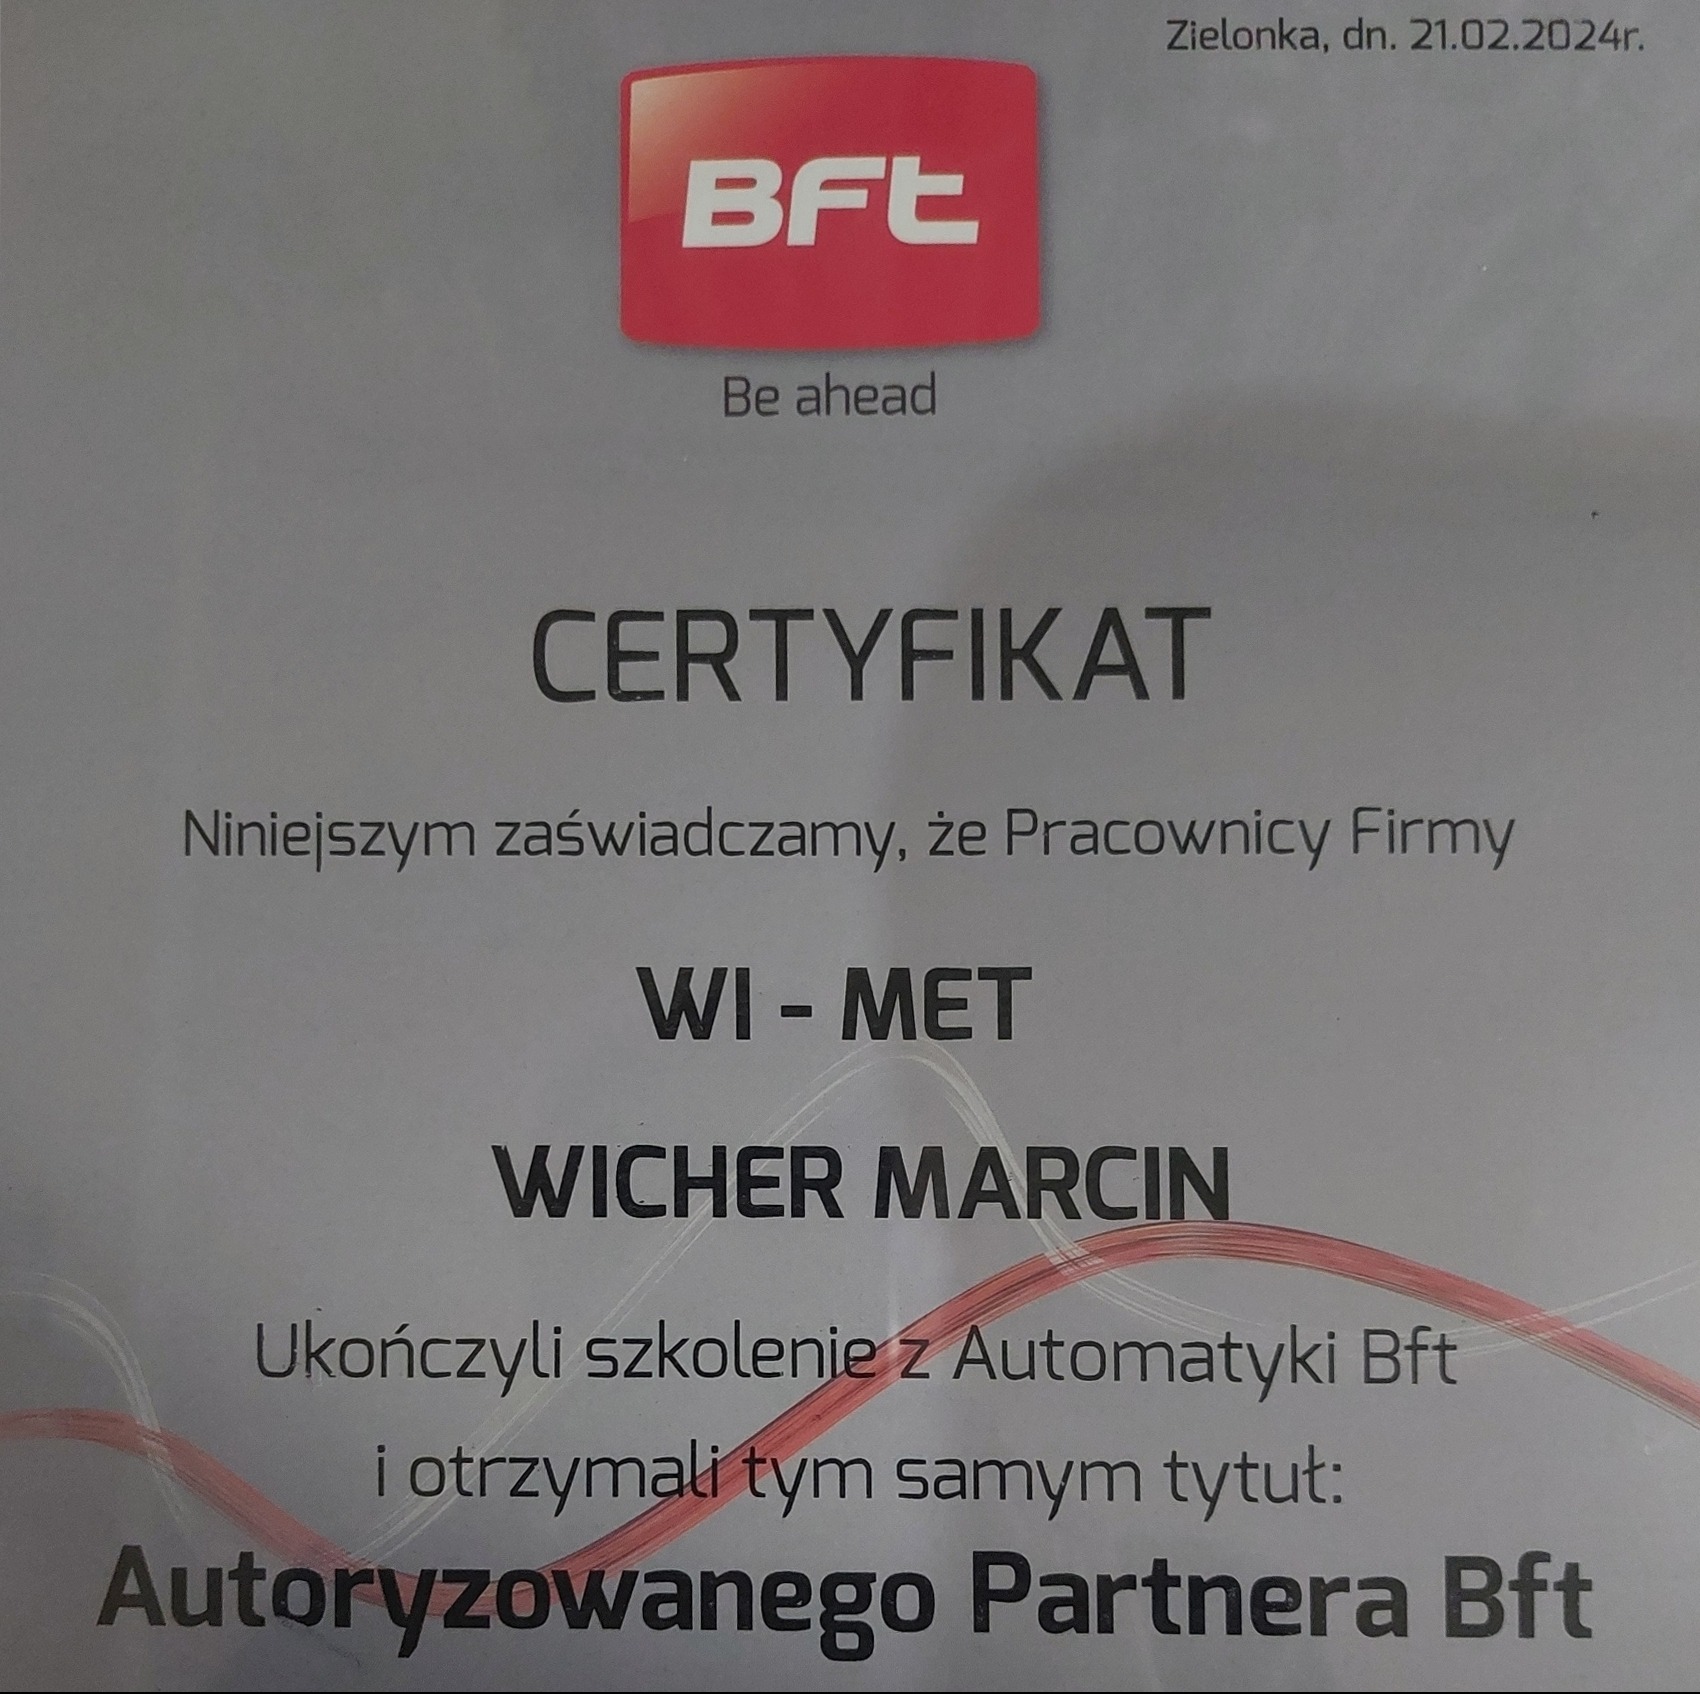 Zielonka, dn. 21.02.2024r.
Bft
Be ahead
CERTYFIKAT
Niniejszym zaświadczamy, że Pracownicy Firmy
WI - MET
WICHER MARCIN
Ukończyli szkolenie z Automatyki Bft
i otrzymali tym samym tytuł:
Autoryzowanego Partnera Bft